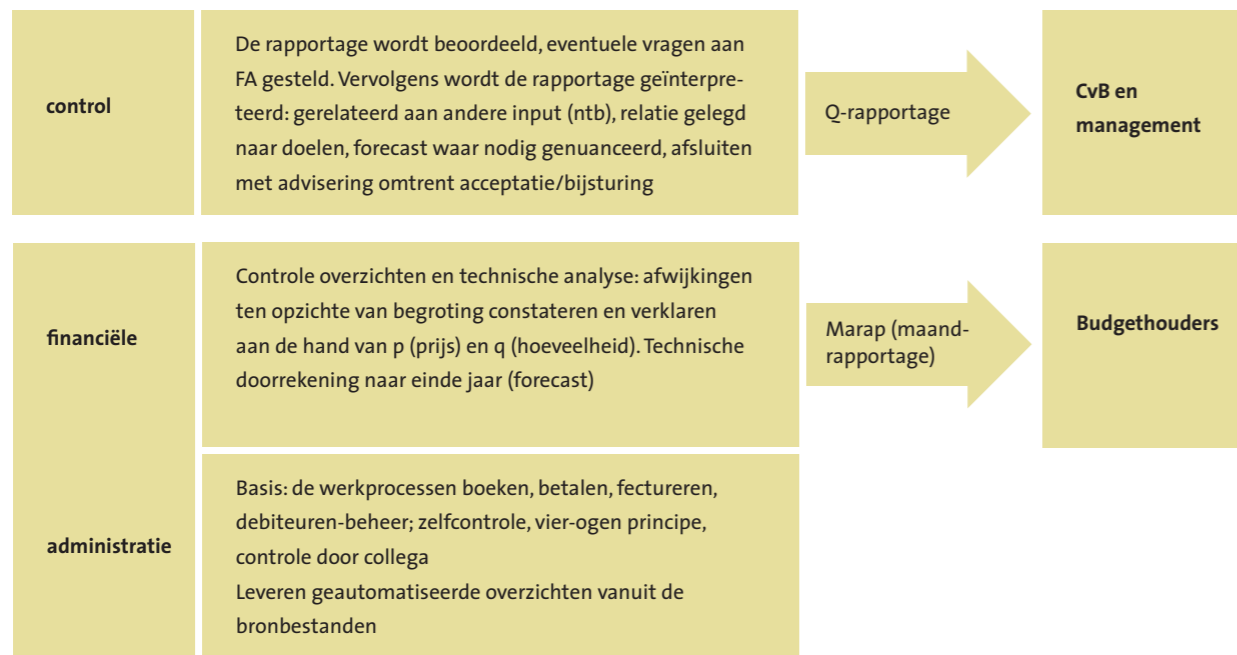 control
De rapportage wordt beoordeeld, eventuele vragen aan
FA gesteld. Vervolgens wordt de rapportage geïnterpre-
teerd: gerelateerd aan andere input (ntb), relatie gelegd
naar doelen, forecast waar nodig genuanceerd, afsluiten
met advisering omtrent acceptatie/bijsturing
Q-rapportage
CvB en
management
financiële
Controle overzichten en technische analyse: afwijkingen
ten opzichte van begroting constateren en verklaren
aan de hand van p (prijs) en q (hoeveelheid). Technische
doorrekening naar einde jaar (forecast)
Marap (maand-
rapportage)
Budgethouders
administratie
Basis: de werkprocessen boeken, betalen, fectureren,
debiteuren-beheer; zelfcontrole, vier-ogen principe,
controle door collega
Leveren geautomatiseerde overzichten vanuit de
bronbestanden